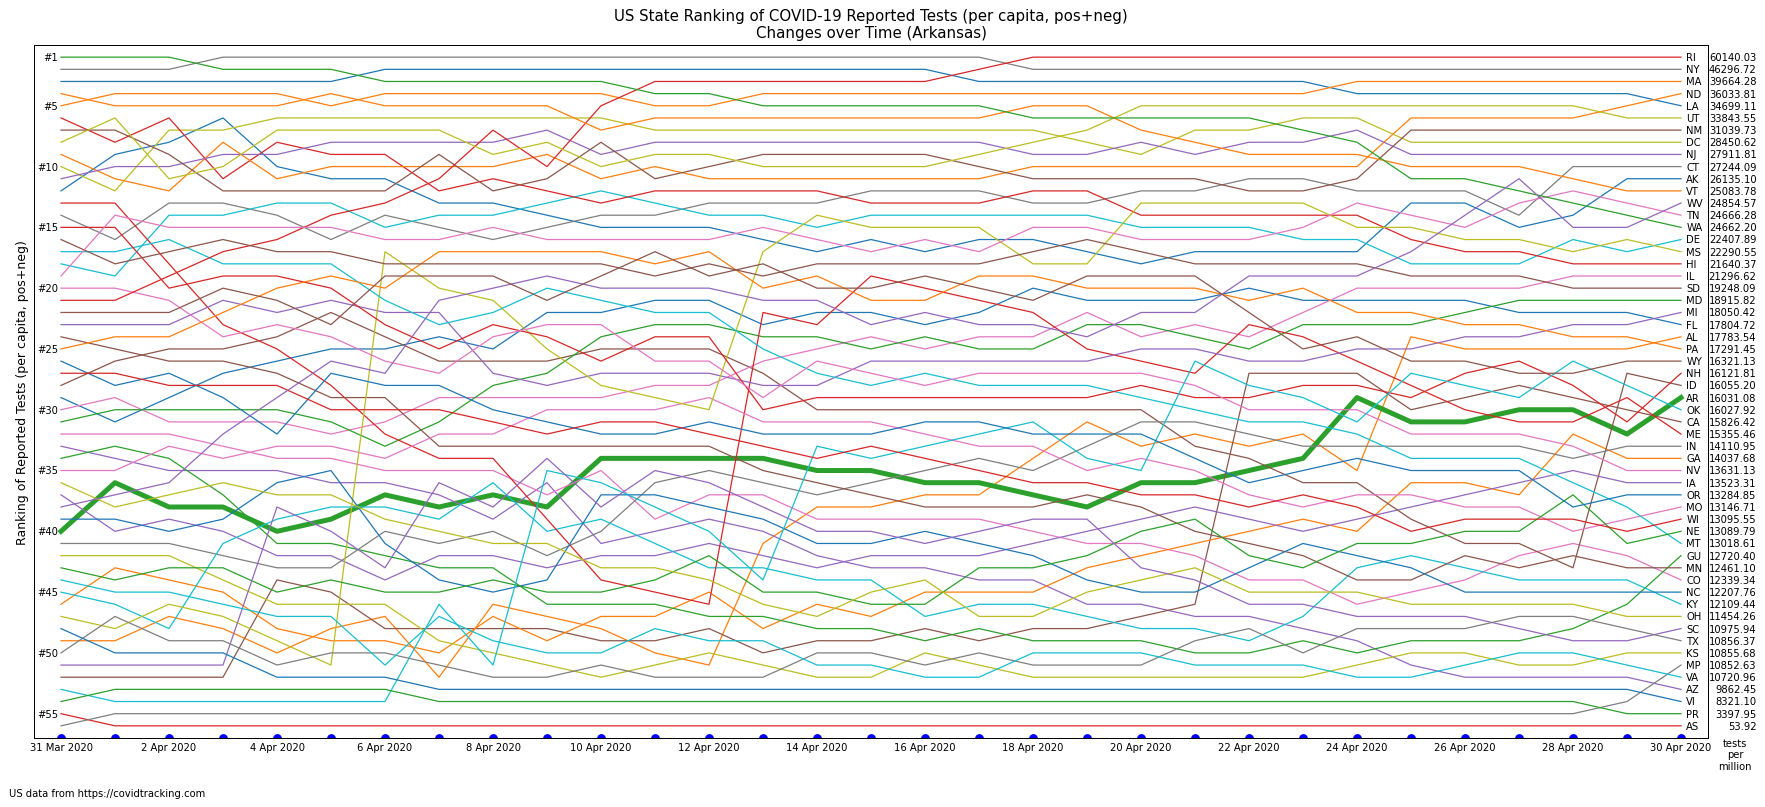 US State Ranking of COVID-19 Reported Tests (per capita, pos+neg)
Changes over Time (Arkansas)
Ranking of Reported Tests (per capita, pos+neg)
#1
#5
#10
#15
#20
#25
#30
#35
#40
#45
#50
#55
RI 60140.03
NY 46296.72
MA 39664.28
ND 36033.81
LA 34699.11
UT 33843.55
NM 31039.73
DC 28450.62
NJ 27911.81
CT 27244.09
AK 26135.10
VT 25083.78
WV 24854.57
TN 24666.28
WA 24662.20
DE 22407.89
MS 22290.55
HI 21640.37
IL 21296.62
SD 19248.09
MD 18915.82
MI 18050.42
FL 17804.72
AL 17783.54
PA 17291.45
WY 16321.13
NH 16121.81
ID 16055.20
AR 16031.08
OK 16027.92
CA 15826.42
ME 15355.46
IN 14110.95
GA 14037.68
NV 13631.13
IA 13523.31
OR 13284.85
MO 13146.71
WI 13095.55
NE 13089.79
MT 13018.61
GU 12720.40
MN 12461.10
CO 12339.34
NC 12207.76
KY 12109.44
OH 11454.26
SC 10975.94
TX 10856.37
KS 10855.68
MP 10852.63
VA 10720.96
AZ 9862.45
VI 8321.10
PR 3397.95
AS 53.92
31 Mar 2020
2 Apr 2020
4 Apr 2020
6 Apr 2020
8 Apr 2020
10 Apr 2020
12 Apr 2020
14 Apr 2020
16 Apr 2020
18 Apr 2020
20 Apr 2020
22 Apr 2020
24 Apr 2020
26 Apr 2020
28 Apr 2020
30 Apr 2020
tests
per
million
US data from https://covidtracking.com